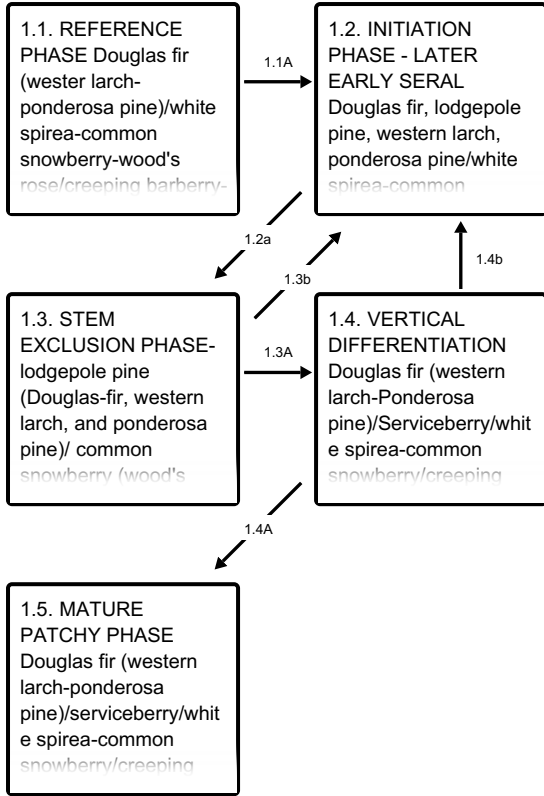 1.1. REFERENCE
PHASE Douglas fir
(wester larch-
ponderosa pine)/white
spirea-common
snowberry-wood's
rose/creeping barberry-
1.1A
1.2. INITIATION
PHASE - LATER
EARLY SERAL
Douglas fir, lodgepole
pine, western larch,
ponderosa pine/white
spirea-common
1.2a
1.3b
1.4b
1.3. STEM
EXCLUSION PHASE-
lodgepole pine
(Douglas-fir, western
larch, and ponderosa
pine)/ common
snowberry (wood's
1.3A
1.4. VERTICAL
DIFFERENTIATION
Douglas fir (western
larch-Ponderosa
pine)/Serviceberry/whit
e spirea-common
snowberry/creeping
1.4A
1.5. MATURE
PATCHY PHASE
Douglas fir (western
larch-ponderosa
pine)/serviceberry/whit
e spirea-common
snowberry/creeping